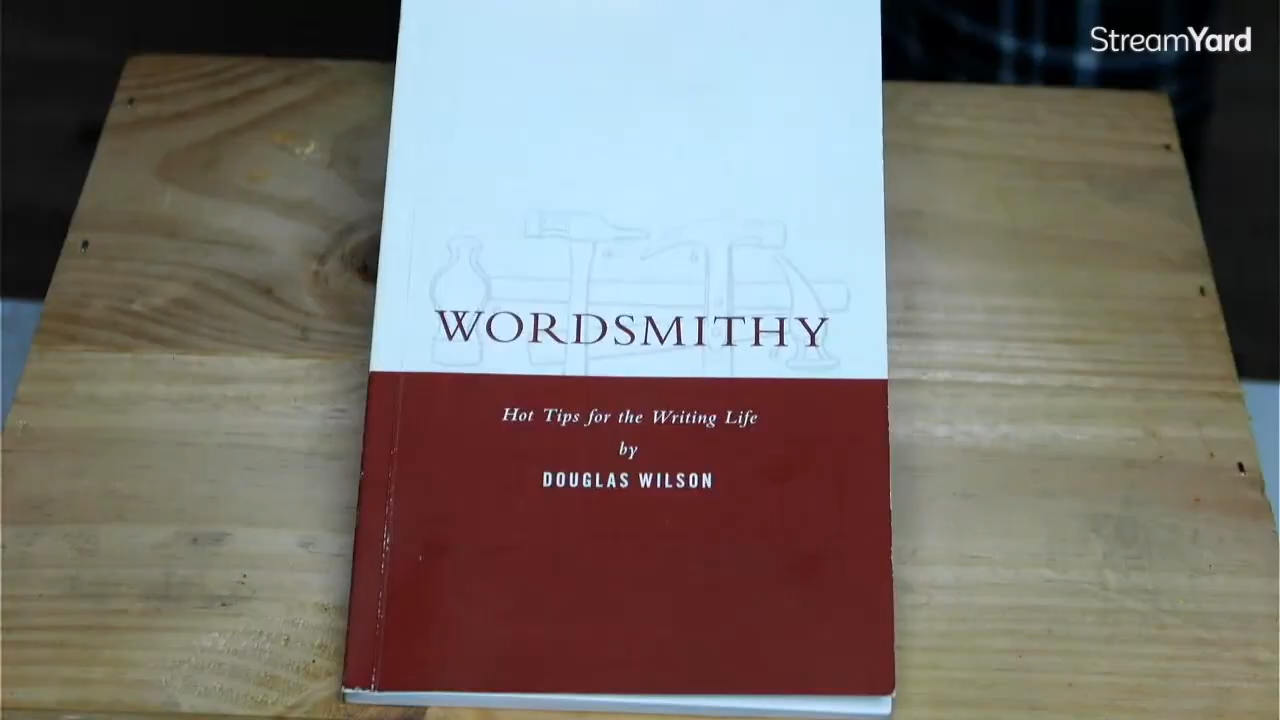 StreamYard
WORDSMITHY
Hot Tips for the Writing Life
by
DOUGLAS WILSON